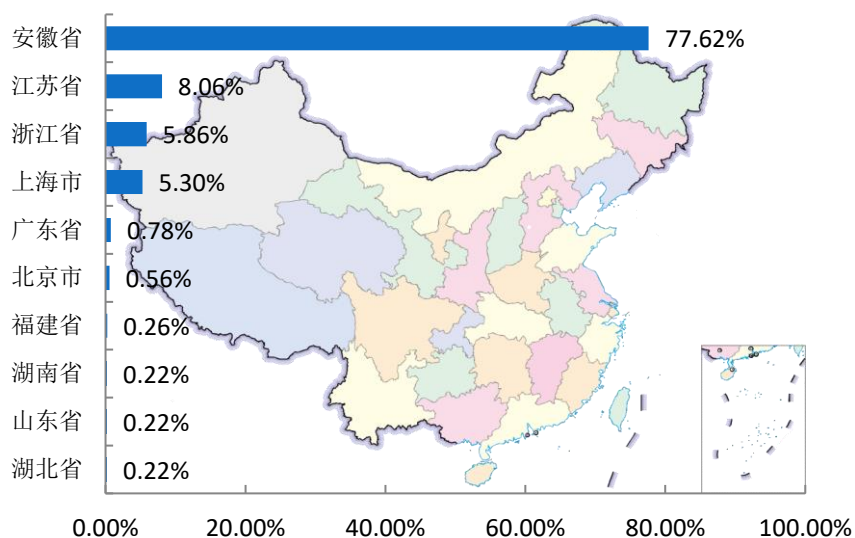 安徽省 77.62%
江苏省 8.06%
浙江省 5.86%
上海市 5.30%
广东省 0.78%
北京市 0.56%
福建省 0.26%
湖南省 0.22%
山东省 0.22%
湖北省 0.22%
0.00% 20.00% 40.00% 60.00% 80.00% 100.00%